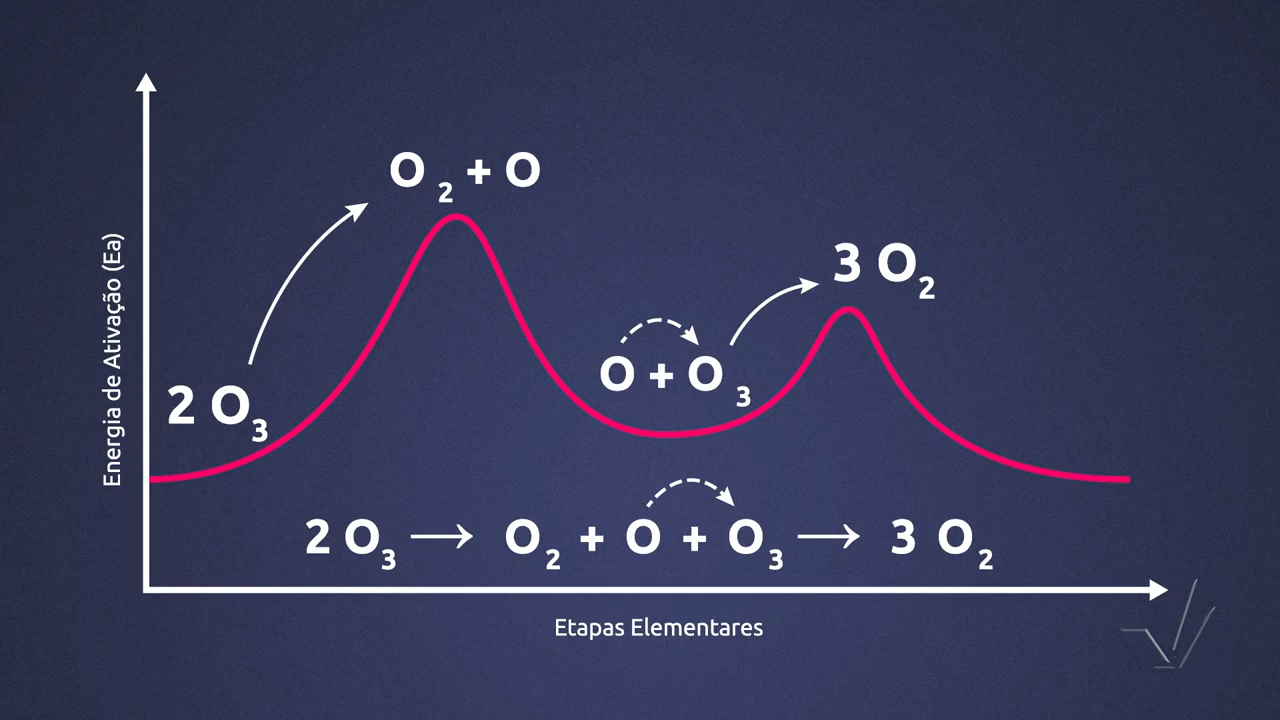 O₂ + O
3 O₂
O + O₃
2 O₃
Energia de Ativação (Ea)
2 O₃ → O₂ + O + O₃ → 3 O₂
Etapas Elementares